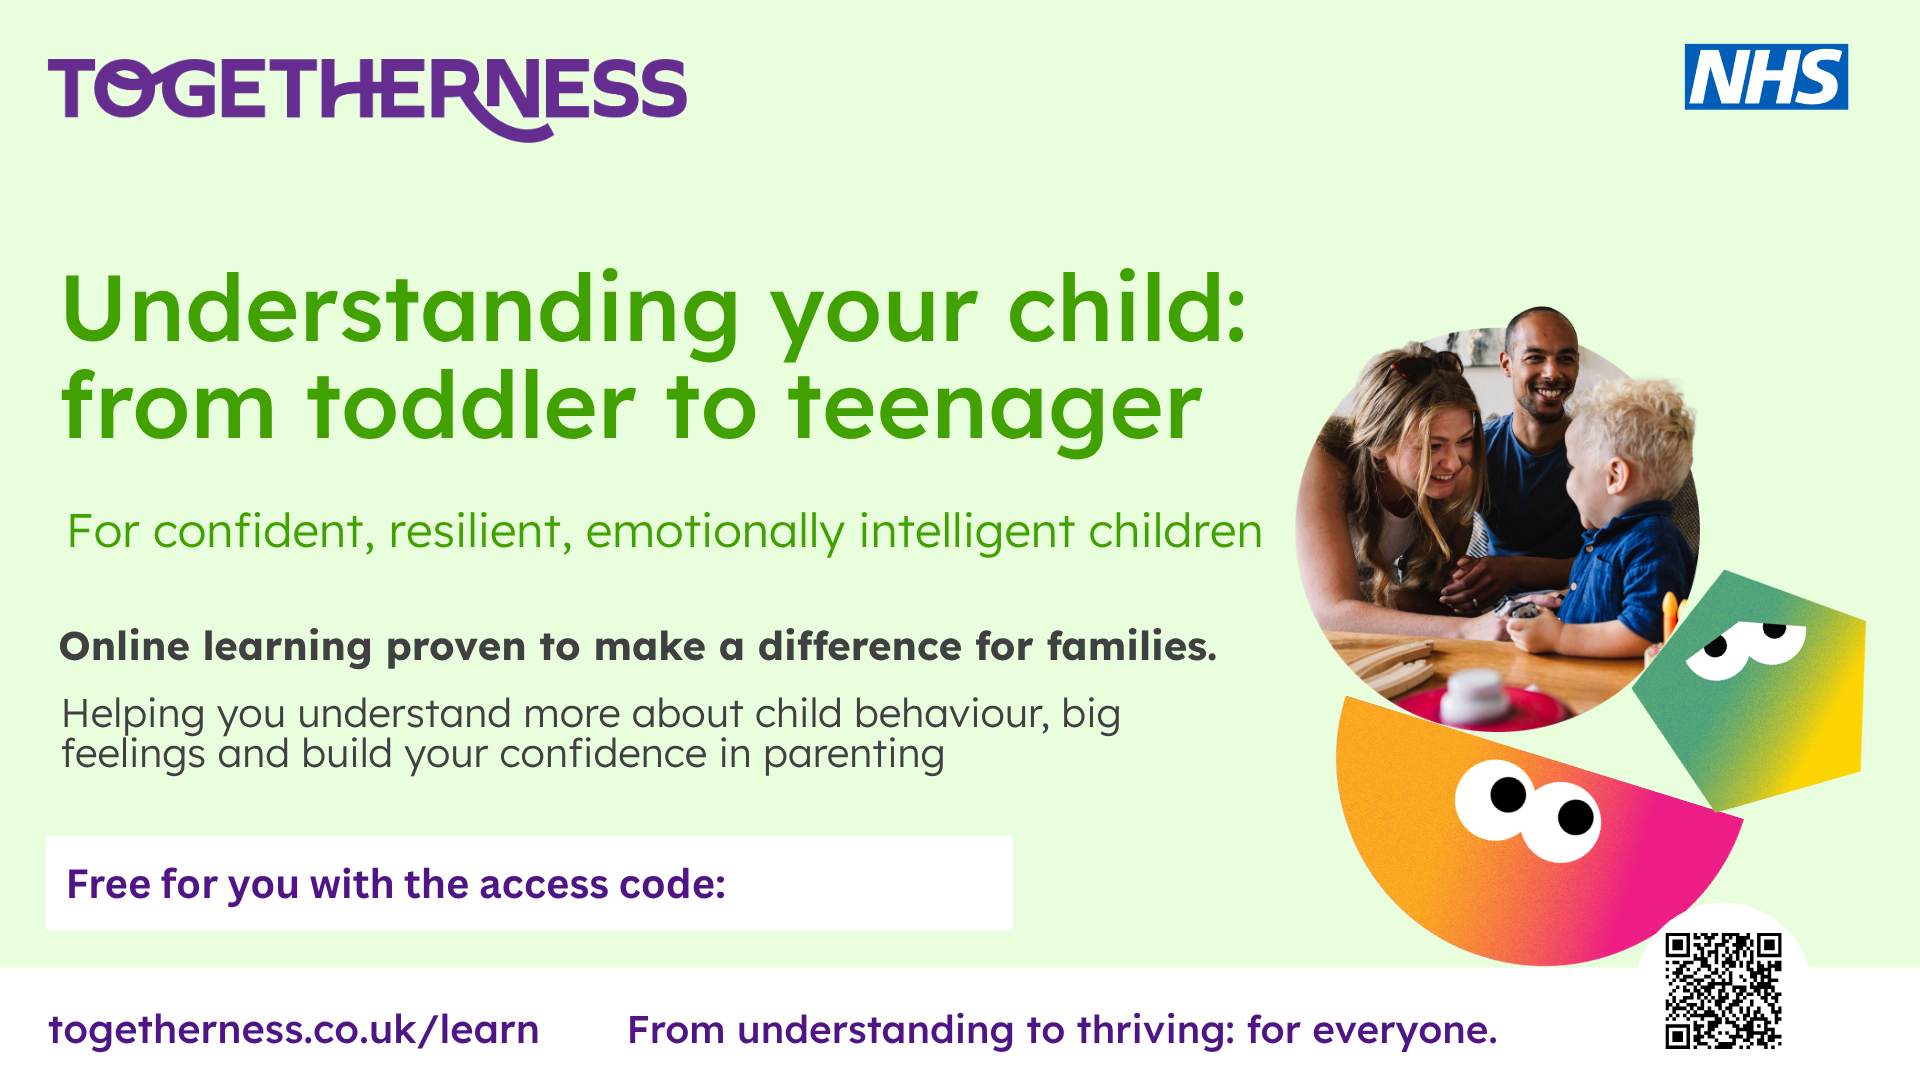 TOGETHERNESS
NHS
Understanding your child:
from toddler to teenager
For confident, resilient, emotionally intelligent children
Online learning proven to make a difference for families.
Helping you understand more about child behaviour, big
feelings and build your confidence in parenting
Free for you with the access code:
togetherness.co.uk/learn
From understanding to thriving: for everyone.